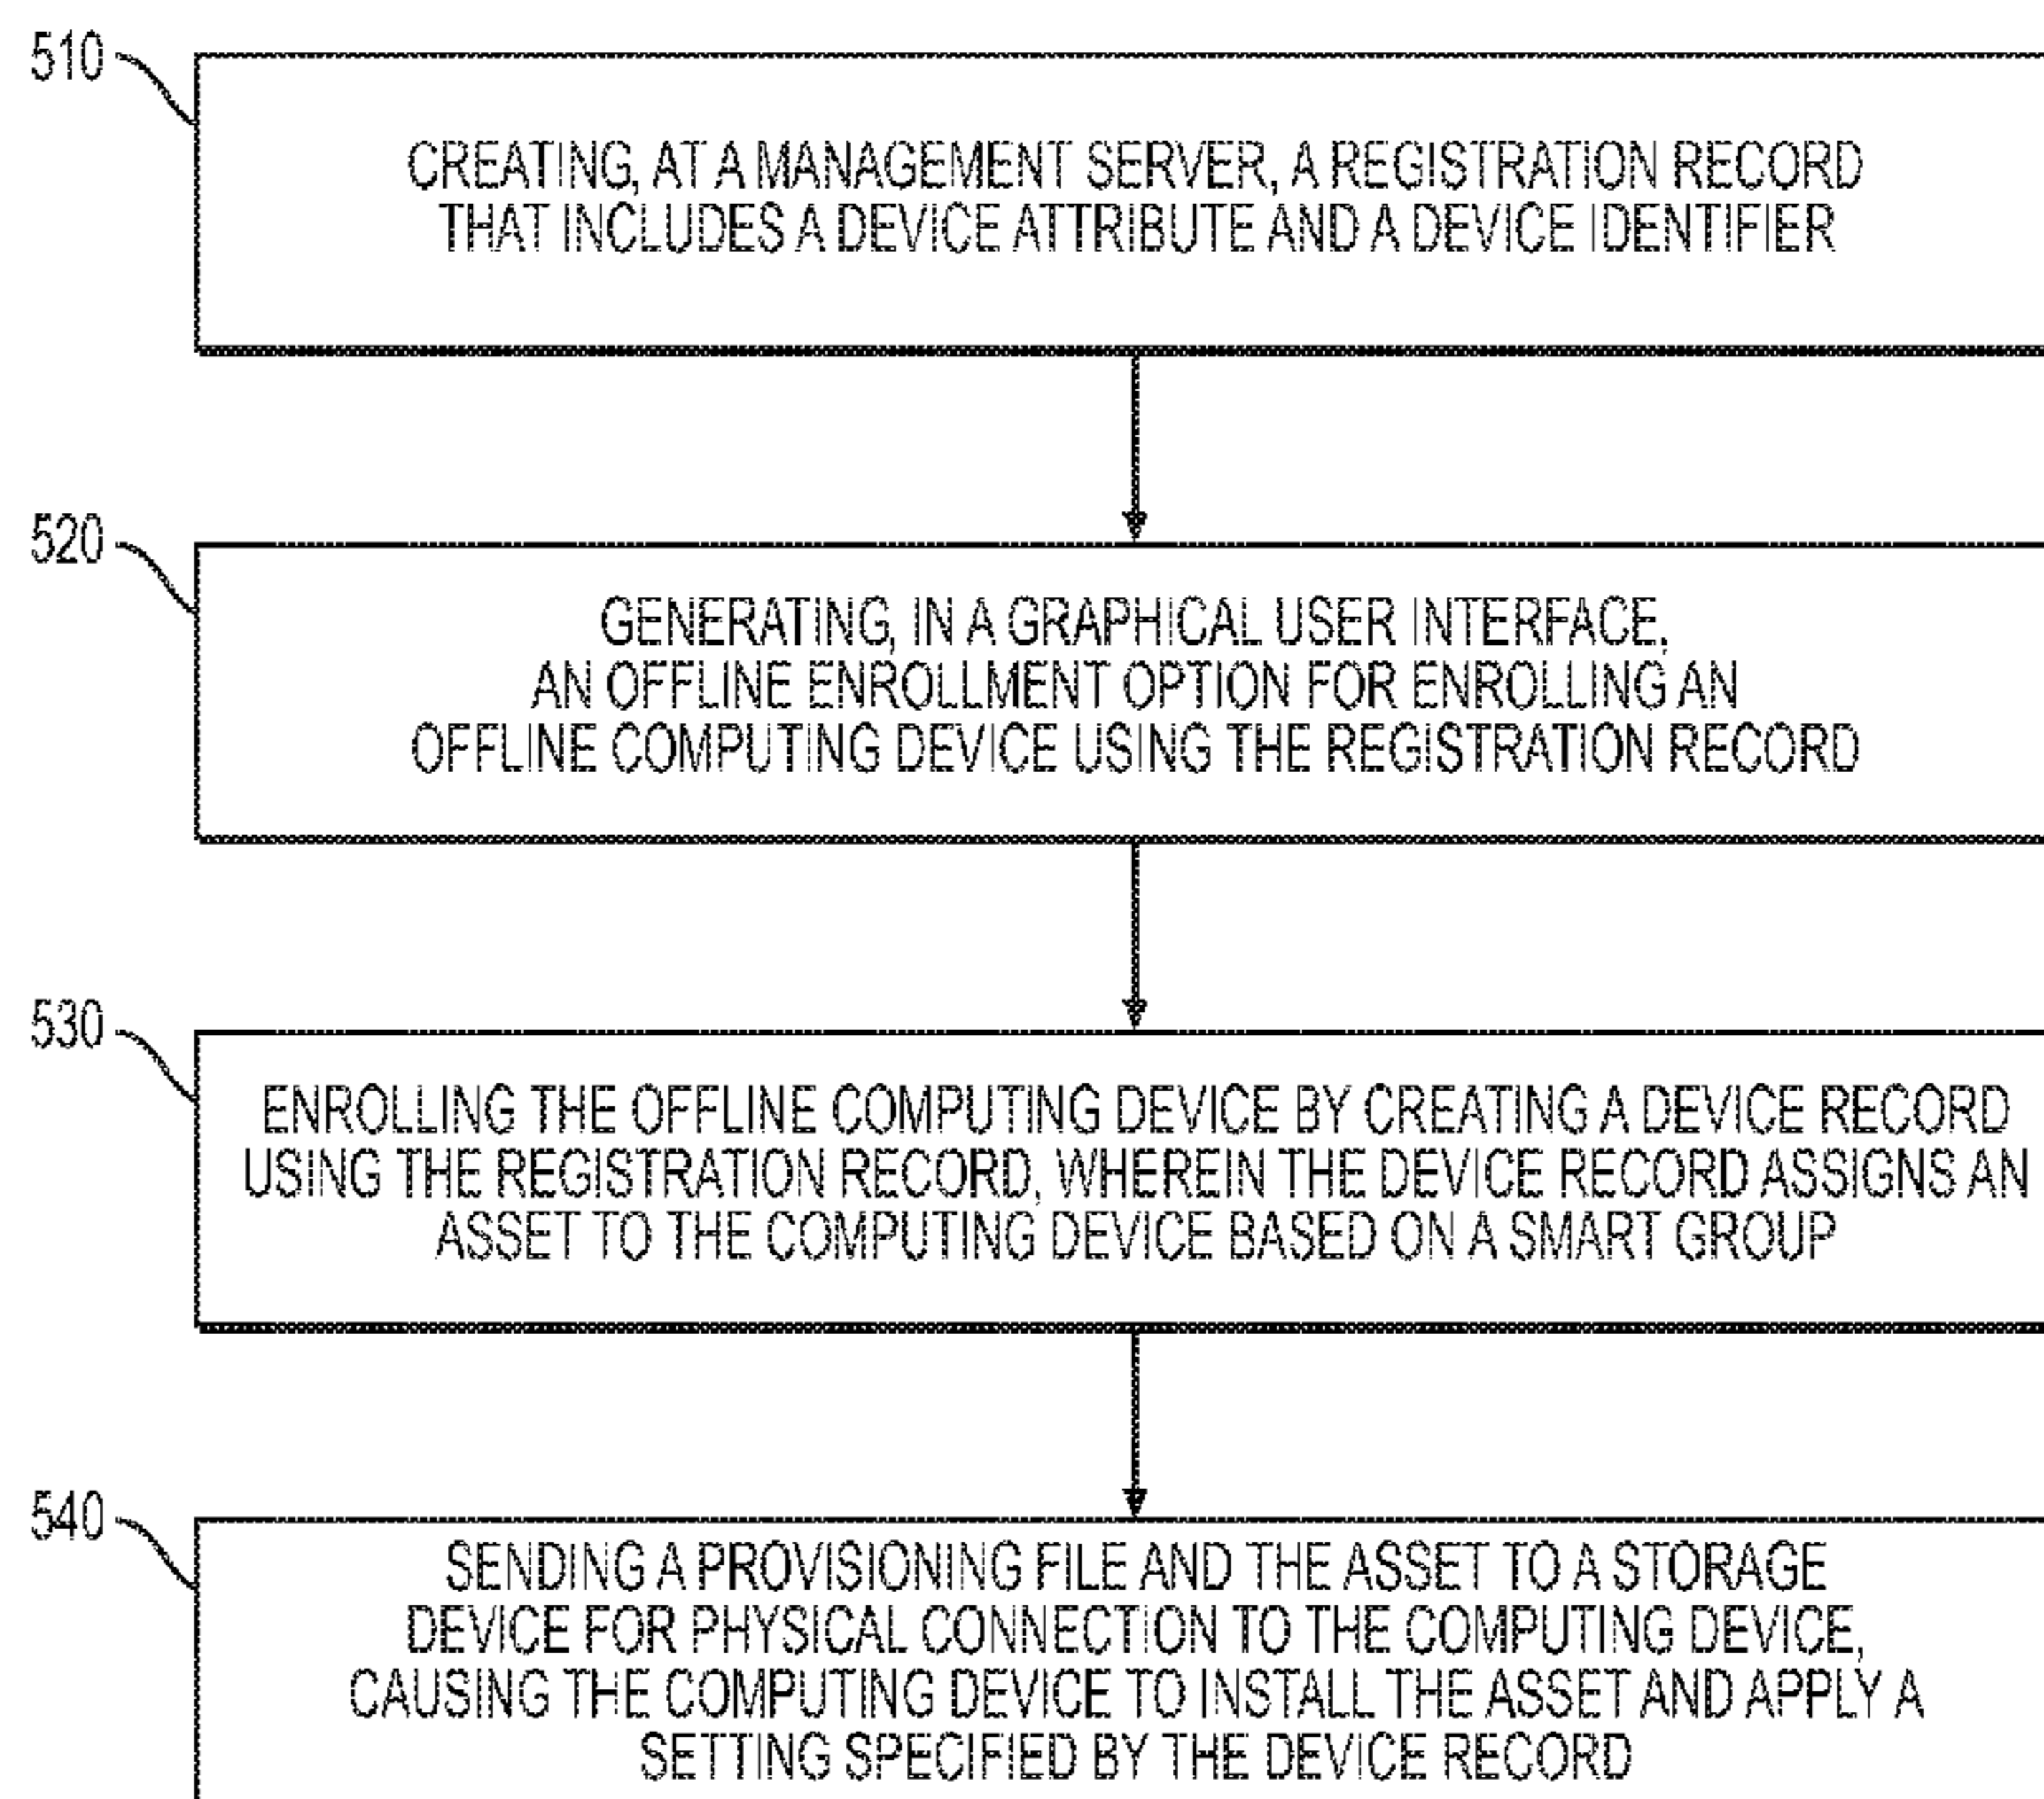 510
CREATING, AT A MANAGEMENT SERVER, A REGISTRATION RECORD
THAT INCLUDES A DEVICE ATTRIBUTE AND A DEVICE IDENTIFIER
520
GENERATING, IN A GRAPHICAL USER INTERFACE,
AN OFFLINE ENROLLMENT OPTION FOR ENROLLING AN
OFFLINE COMPUTING DEVICE USING THE REGISTRATION RECORD
530
ENROLLING THE OFFLINE COMPUTING DEVICE BY CREATING A DEVICE RECORD
USING THE REGISTRATION RECORD, WHEREIN THE DEVICE RECORD ASSIGNS AN
ASSET TO THE COMPUTING DEVICE BASED ON A SMART GROUP
540
SENDING A PROVISIONING FILE AND THE ASSET TO A STORAGE
DEVICE FOR PHYSICAL CONNECTION TO THE COMPUTING DEVICE,
CAUSING THE COMPUTING DEVICE TO INSTALL THE ASSET AND APPLY A
SETTING SPECIFIED BY THE DEVICE RECORD